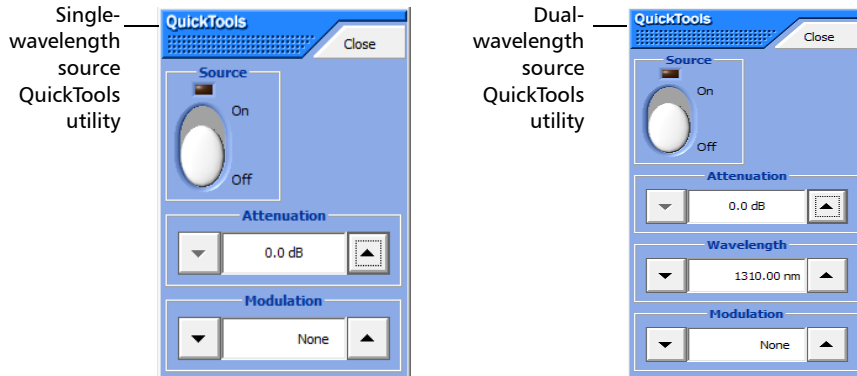 Single-
wavelength
source
QuickTools
utility
QuickTools
Close
Source
On
Off
Attenuation
0.0 dB
Modulation
None
Dual-
wavelength
source
QuickTools
utility
QuickTools
Close
Source
On
Off
Attenuation
0.0 dB
Wavelength
1310.00 nm
Modulation
None